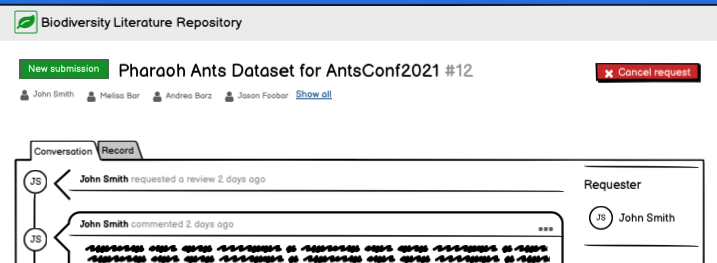 Biodiversity Literature Repository
New submission Pharaoh Ants Dataset for AntsConf2021 #12
x Cancel request
John Smith Melisa Bar Andrea Barz Jason Foobar Show all
Conversation Record
JS John Smith requested a review 2 days ago
Requester
JS John Smith
JS John Smith commented 2 days ago